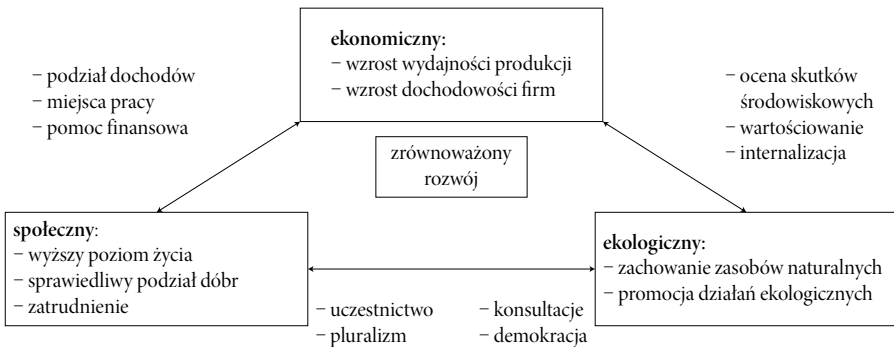 ekonomiczny:
– wzrost wydajności produkcji
– wzrost dochodowości firm
– podział dochodów
– miejsca pracy
– pomoc finansowa
– ocena skutków
środowiskowych
– wartościowanie
– internalizacja
zrównoważony
rozwój
społeczny:
– wyższy poziom życia
– sprawiedliwy podział dóbr
– zatrudnienie
ekologiczny:
– zachowanie zasobów naturalnych
– promocja działań ekologicznych
– uczestnictwo
– pluralizm
– konsultacje
– demokracja